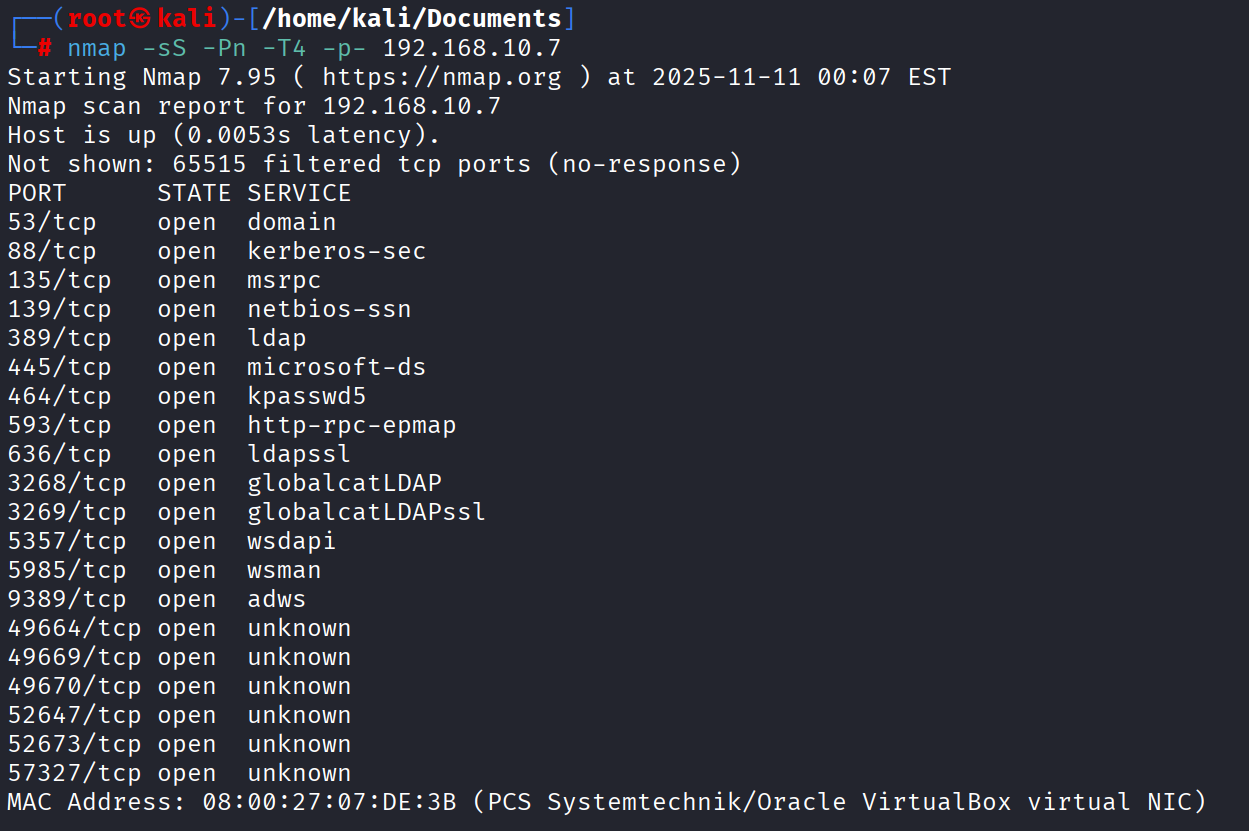 ┌──(root㉿kali)-[/home/kali/Documents]
└─# nmap -sS -Pn -T4 -p- 192.168.10.7
Starting Nmap 7.95 ( https://nmap.org ) at 2025-11-11 00:07 EST
Nmap scan report for 192.168.10.7
Host is up (0.0053s latency).
Not shown: 65515 filtered tcp ports (no-response)
PORT      STATE SERVICE
53/tcp    open  domain
88/tcp    open  kerberos-sec
135/tcp   open  msrpc
139/tcp   open  netbios-ssn
389/tcp   open  ldap
445/tcp   open  microsoft-ds
464/tcp   open  kpasswd5
593/tcp   open  http-rpc-epmap
636/tcp   open  ldapssl
3268/tcp  open  globalcatLDAP
3269/tcp  open  globalcatLDAPssl
5357/tcp  open  wsdapi
5985/tcp  open  wsman
9389/tcp  open  adws
49664/tcp open  unknown
49669/tcp open  unknown
49670/tcp open  unknown
52647/tcp open  unknown
52673/tcp open  unknown
57327/tcp open  unknown
MAC Address: 08:00:27:07:DE:3B (PCS Systemtechnik/Oracle VirtualBox virtual NIC)